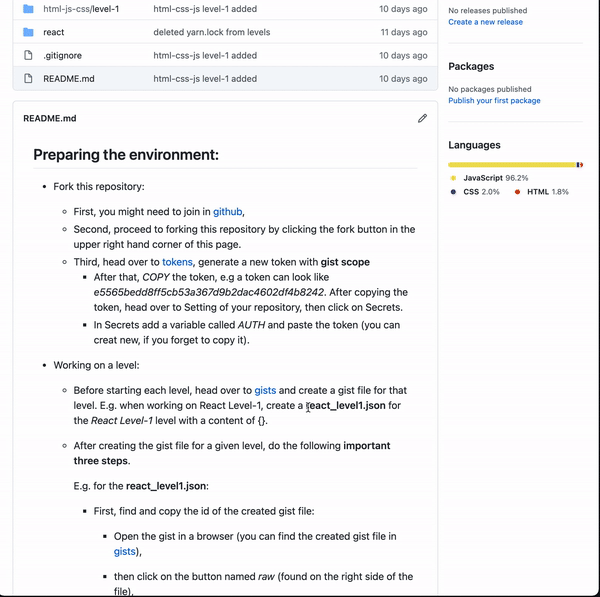 html-js-css/level-1 html-css-js level-1 added 10 days ago
react deleted yarn.lock from levels 11 days ago
.gitignore html-css-js level-1 added 10 days ago
README.md html-css-js level-1 added 10 days ago
README.md
Preparing the environment:
Fork this repository:
First, you might need to join in github,
Second, proceed to forking this repository by clicking the fork button in the
upper right hand corner of this page.
Third, head over to tokens, generate a new token with gist scope
After that, COPY the token, e.g a token can look like
e5565bedd8ff5cb53a367d9b2dac4602df4b8242. After copying the
token, head over to Setting of your repository, then click on Secrets.
In Secrets add a variable called AUTH and paste the token (you can
creat new, if you forget to copy it).
Working on a level:
Before starting each level, head over to gists and create a gist file for that
level. E.g. when working on React Level-1, create a react_level1.json for
the React Level-1 level with a content of {}.
After creating the gist file for a given level, do the following important
three steps.
E.g. for the react_level1.json:
First, find and copy the id of the created gist file:
Open the gist in a browser (you can find the created gist file in
gists),
then click on the button named raw (found on the right side of the
file),
No releases published
Create a new release
Packages
No packages published
Publish your first package
Languages
JavaScript 96.2%
CSS 2.0% HTML 1.8%